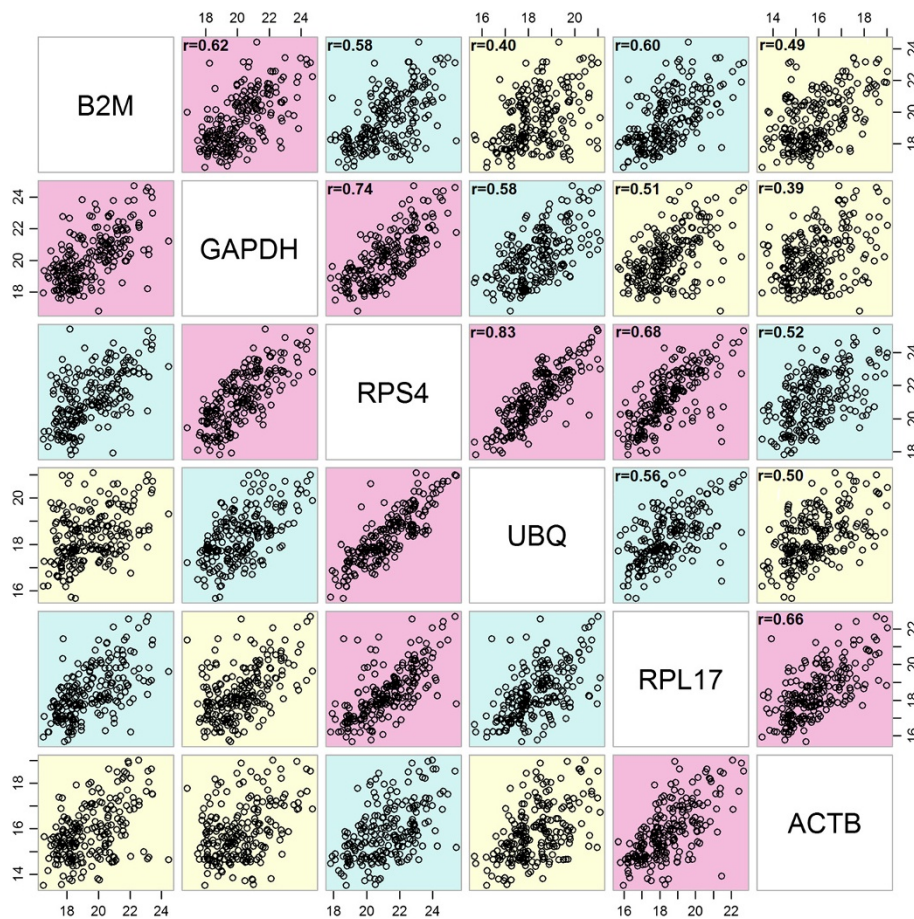 18 20 22 24 16 18 20 14 16 18
B2M r=0.62 r=0.58 r=0.40 r=0.60 r=0.49 18 20 22 24
18 20 22 24 GAPDH r=0.74 r=0.58 r=0.51 r=0.39
RPS4 r=0.83 r=0.68 r=0.52 18 20 22 24
16 18 20 UBQ r=0.56 r=0.50
RPL17 r=0.66 16 18 20 22
14 16 18 ACTB
18 20 22 24 18 20 22 24 16 18 20 22